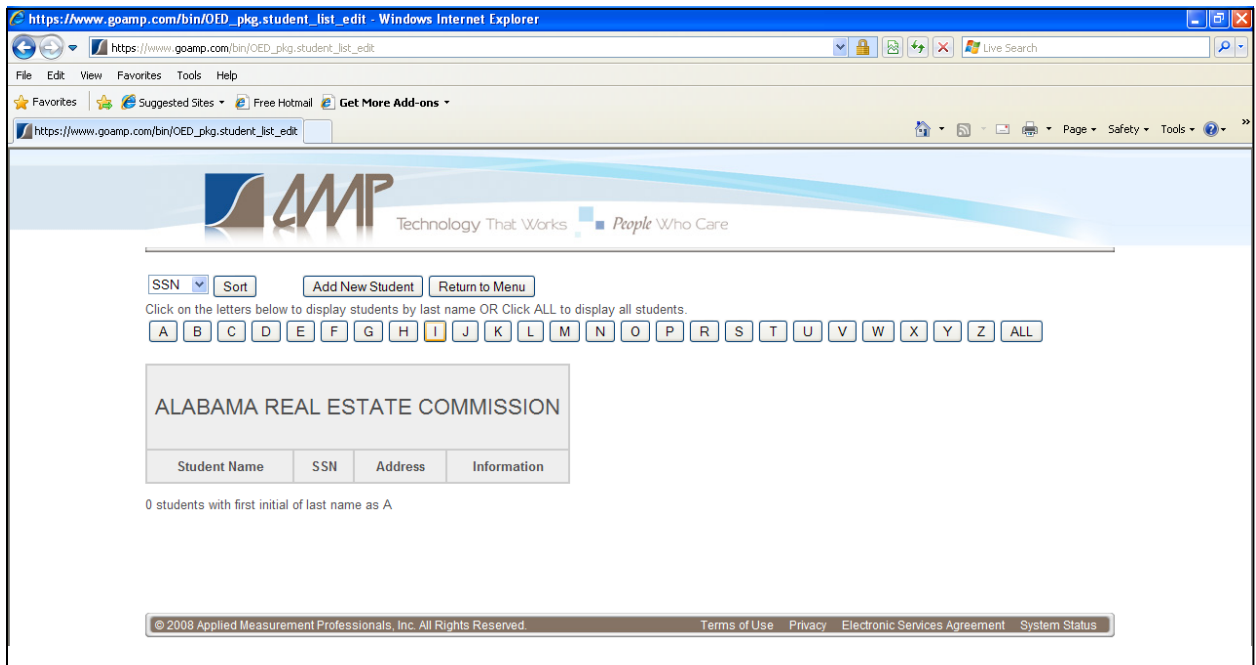 https://www.goamp.com/bin/OED_pkg.student_list_edit - Windows Internet Explorer
https://www.goamp.com/bin/OED_pkg.student_list_edit Live Search
File Edit View Favorites Tools Help
Favorites Suggested Sites Free Hotmail Get More Add-ons
https://www.goamp.com/bin/OED_pkg.student_list_edit Page Safety Tools »
AMP Technology That Works People Who Care
SSN Sort Add New Student Return to Menu
Click on the letters below to display students by last name OR Click ALL to display all students.
A B C D E F G H I J K L M N O P R S T U V W X Y Z ALL
ALABAMA REAL ESTATE COMMISSION
Student Name SSN Address Information
0 students with first initial of last name as A
© 2008 Applied Measurement Professionals, Inc. All Rights Reserved. Terms of Use Privacy Electronic Services Agreement System Status